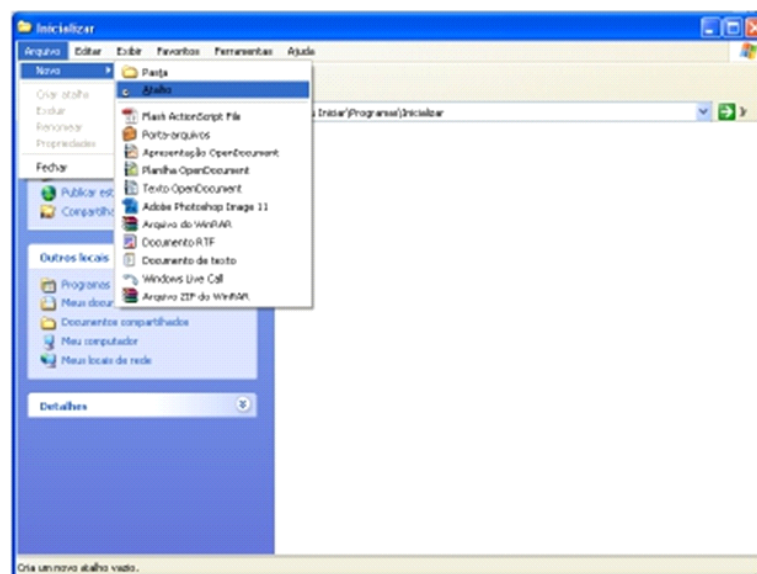 Inicializar
Arquivo Editar Exibir Favoritos Ferramentas Ajuda
Novo
Criar atalho
Excluir
Renomear
Propriedades
Fechar
Pasta
Atalho
Flash ActionScript File
Porta-arquivos
Apresentação OpenDocument
Planilha OpenDocument
Texto OpenDocument
Adobe Photoshop Image 11
Arquivo do WinRAR
Documento RTF
Documento de texto
Windows Live Call
Arquivo ZIP do WinRAR
Iniciar\Programas\Inicializar
Publicar est
Compartilh
Outros locais
Programas
Meus docum
Documentos compartilhados
Meu computador
Meus locais de rede
Detalhes
Cria um novo atalho vazio.